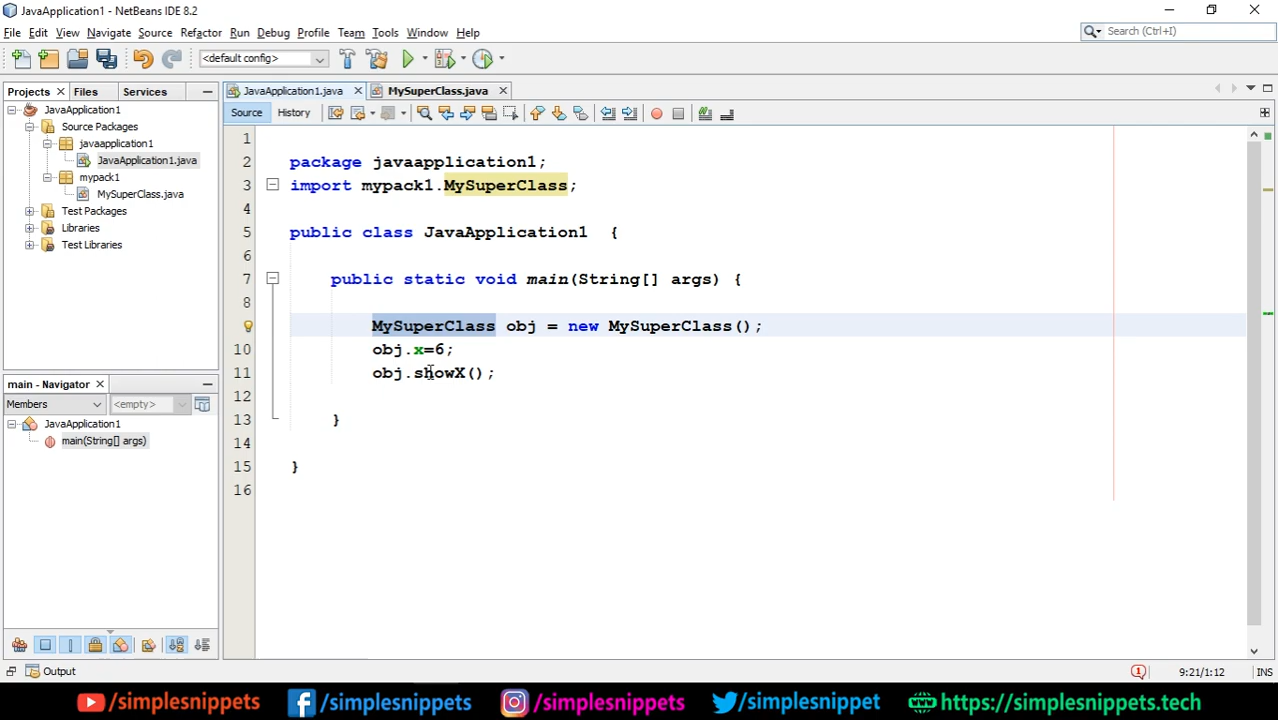 JavaApplication1 - NetBeans IDE 8.2
File Edit View Navigate Source Refactor Run Debug Profile Team Tools Window Help
Search (Ctrl+I)
<default config>
Projects Files Services
JavaApplication1.java MySuperClass.java
Source History
JavaApplication1
Source Packages
javaapplication1
JavaApplication1.java
mypack1
MySuperClass.java
Test Packages
Libraries
Test Libraries
1
2 package javaapplication1;
3 import mypack1.MySuperClass;
4
5 public class JavaApplication1 {
6
7 public static void main(String[] args) {
8
MySuperClass obj = new MySuperClass();
10 obj.x=6;
11 obj.showX();
12
13 }
14
15 }
16
main - Navigator
Members <empty>
JavaApplication1
main(String[] args)
Output
1 9:21/1:12 INS
/simplesnippets /simplesnippets /simplesnippets /simplesnippet https://simplesnippets.tech